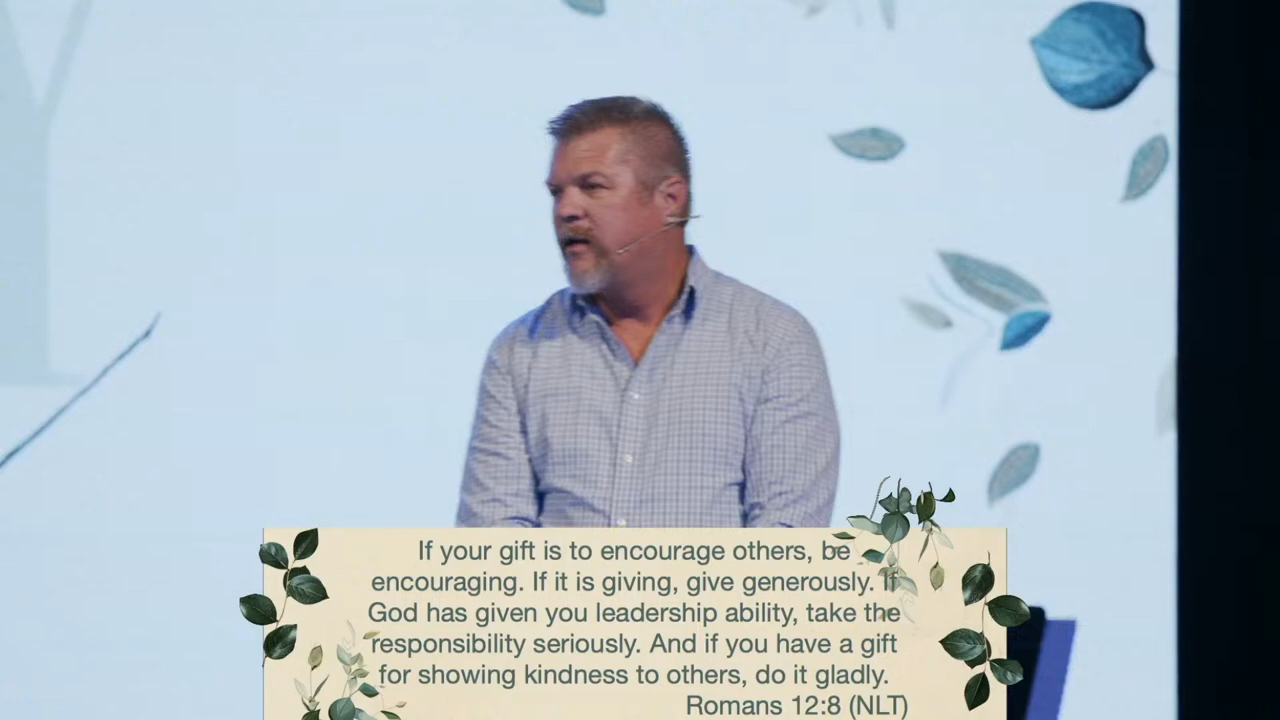 If your gift is to encourage others, be
encouraging. If it is giving, give generously. If
God has given you leadership ability, take the
responsibility seriously. And if you have a gift
for showing kindness to others, do it gladly.
Romans 12:8 (NLT)